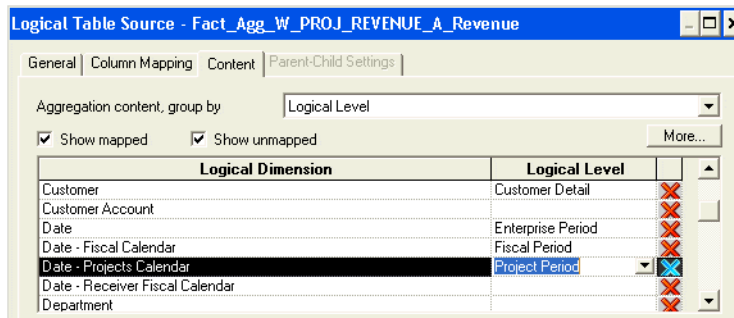 Logical Table Source - Fact_Agg_W_PROJ_REVENUE_A_Revenue
General Column Mapping Content Parent-Child Settings
Aggregation content, group by Logical Level
Show mapped Show unmapped More...
Logical Dimension Logical Level
Customer Customer Detail
Customer Account
Date Enterprise Period
Date - Fiscal Calendar Fiscal Period
Date - Projects Calendar Project Period
Date - Receiver Fiscal Calendar
Department